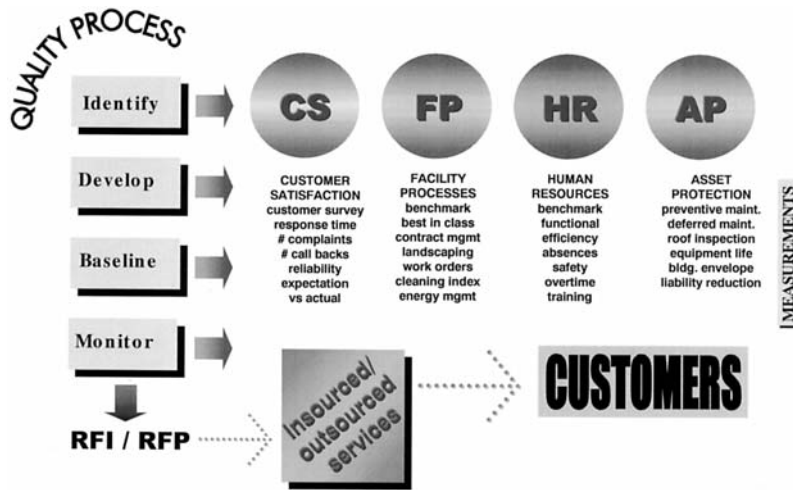 QUALITY PROCESS
Identify
Develop
Baseline
Monitor
RFI / RFP
CS
CUSTOMER
SATISFACTION
customer survey
response time
# complaints
# call backs
reliability
expectation
vs actual
FP
FACILITY
PROCESSES
benchmark
best in class
contract mgmt
landscaping
work orders
cleaning index
energy mgmt
HR
HUMAN
RESOURCES
benchmark
functional
efficiency
absences
safety
overtime
training
AP
ASSET
PROTECTION
preventive maint.
deferred maint.
roof inspection
equipment life
bldg. envelope
liability reduction
MEASUREMENTS
Insourced/
outsourced
services
CUSTOMERS